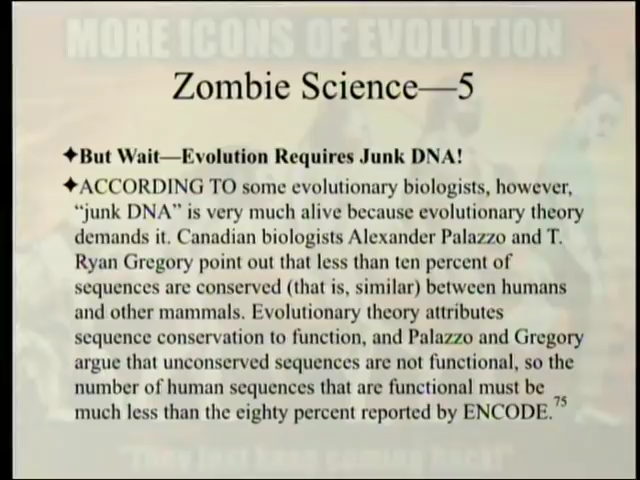 MORE ICONS OF EVOLUTION
Zombie Science—5
✦But Wait—Evolution Requires Junk DNA!
✦ACCORDING TO some evolutionary biologists, however,
“junk DNA” is very much alive because evolutionary theory
demands it. Canadian biologists Alexander Palazzo and T.
Ryan Gregory point out that less than ten percent of
sequences are conserved (that is, similar) between humans
and other mammals. Evolutionary theory attributes
sequence conservation to function, and Palazzo and Gregory
argue that unconserved sequences are not functional, so the
number of human sequences that are functional must be
much less than the eighty percent reported by ENCODE.75
"They just keep coming back!"